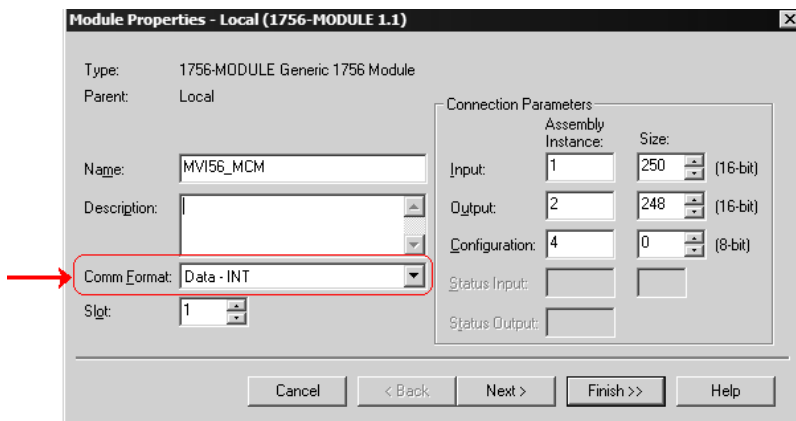 Module Properties - Local (1756-MODULE 1.1)
Type: 1756-MODULE Generic 1756 Module
Parent: Local
Connection Parameters
Assembly Instance: Size:
Name: MVI56_MCM
Input: 1 250 (16-bit)
Description:
Output: 2 248 (16-bit)
Configuration: 4 0 (8-bit)
Comm Format: Data - INT
Status Input:
Slot: 1
Status Output:
Cancel < Back Next > Finish >> Help